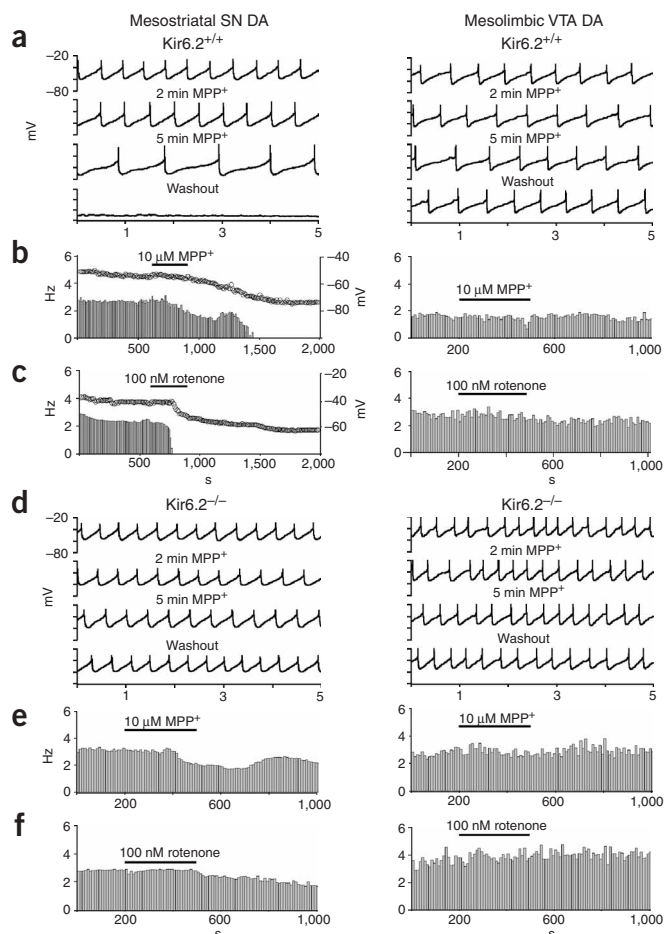 Mesostriatal SN DA Mesolimbic VTA DA
a Kir6.2+/+ Kir6.2+/+
–20
–80
mV
2 min MPP+ 2 min MPP+
5 min MPP+ 5 min MPP+
Washout Washout
1 3 5 1 3 5
b 10 µM MPP+ 10 µM MPP+
6 4 2 0 Hz –40 –60 –80 mV 6 4 2 0
500 1,000 1,500 2,000 200 600 1,000
c 100 nM rotenone 100 nM rotenone
6 4 2 0 Hz –20 –40 –60 mV 6 4 2 0
500 1,000 1,500 2,000 200 600 1,000
s s
d Kir6.2–/– Kir6.2–/–
–20
–80
mV
2 min MPP+ 2 min MPP+
5 min MPP+ 5 min MPP+
Washout Washout
1 3 5 1 3 5
e 10 µM MPP+ 10 µM MPP+
6 4 2 0 Hz 6 4 2 0
200 600 1,000 200 600 1,000
f 100 nM rotenone 100 nM rotenone
6 4 2 0 6 4 2 0
200 600 1,000 200 600 1,000
s s